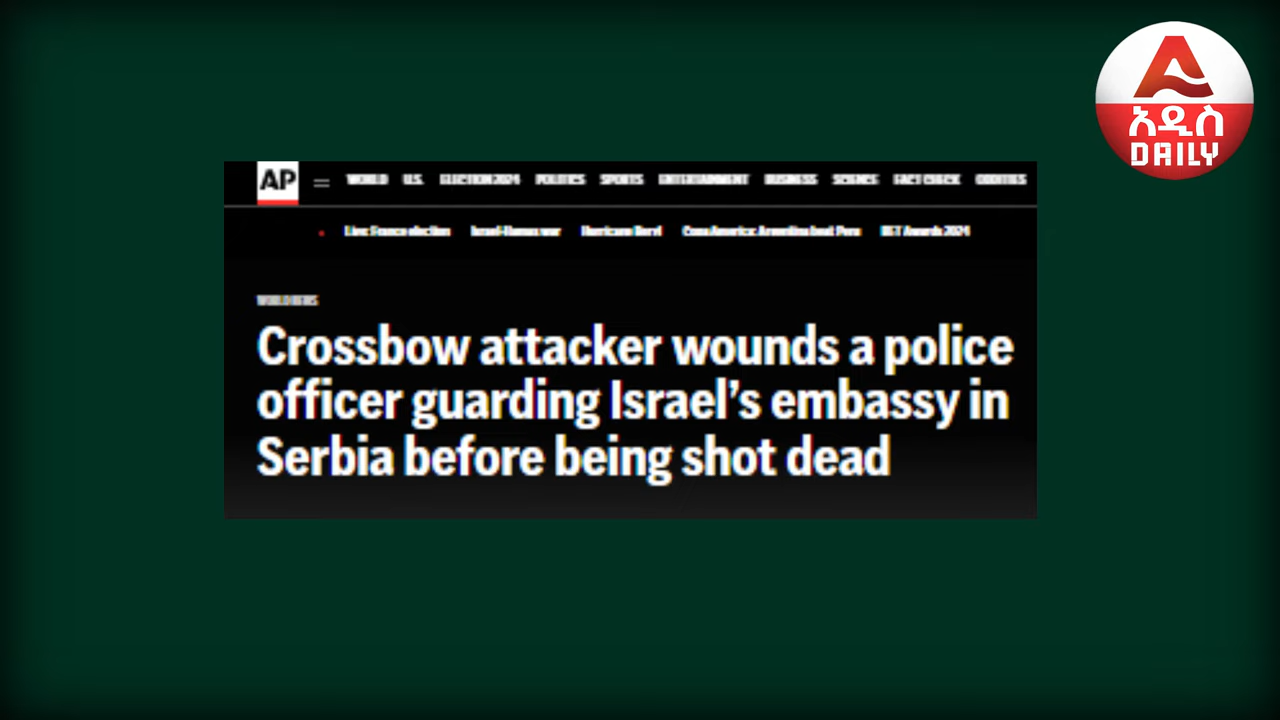 A
አዲስ
DAILY
AP
WORLD U.S. ELECTION 2024 POLITICS SPORTS ENTERTAINMENT BUSINESS SCIENCE FACT CHECK ODDITIES
Live: France election Israel-Hamas war Hurricane Beryl Copa America: Argentina beat Peru BET Awards 2024
WORLD NEWS
Crossbow attacker wounds a police
officer guarding Israel’s embassy in
Serbia before being shot dead